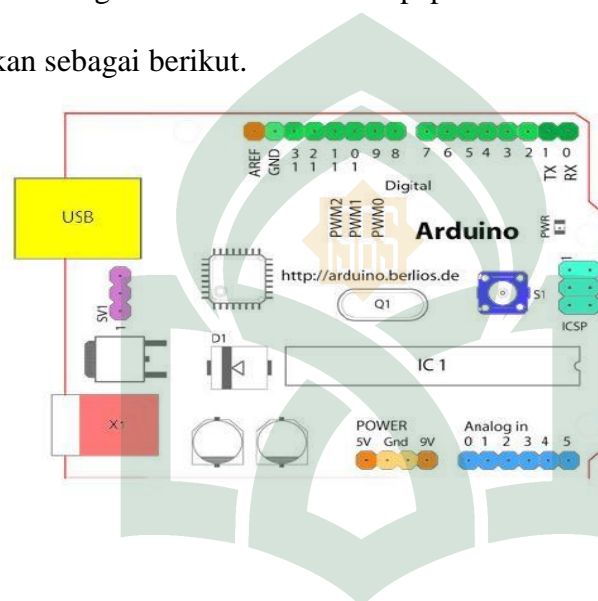 kan sebagai berikut.
AREF GND 13 12 11 10 9 8 7 6 5 4 3 2 1 0
TX RX
Digital
USB
PWM2 PWM1 PWM0
Arduino
PWR
http://arduino.berlios.de
1
SV1
1
Q1
S1
ICSP
D1
IC 1
X1
POWER
5V Gnd 9V
Analog in
0 1 2 3 4 5